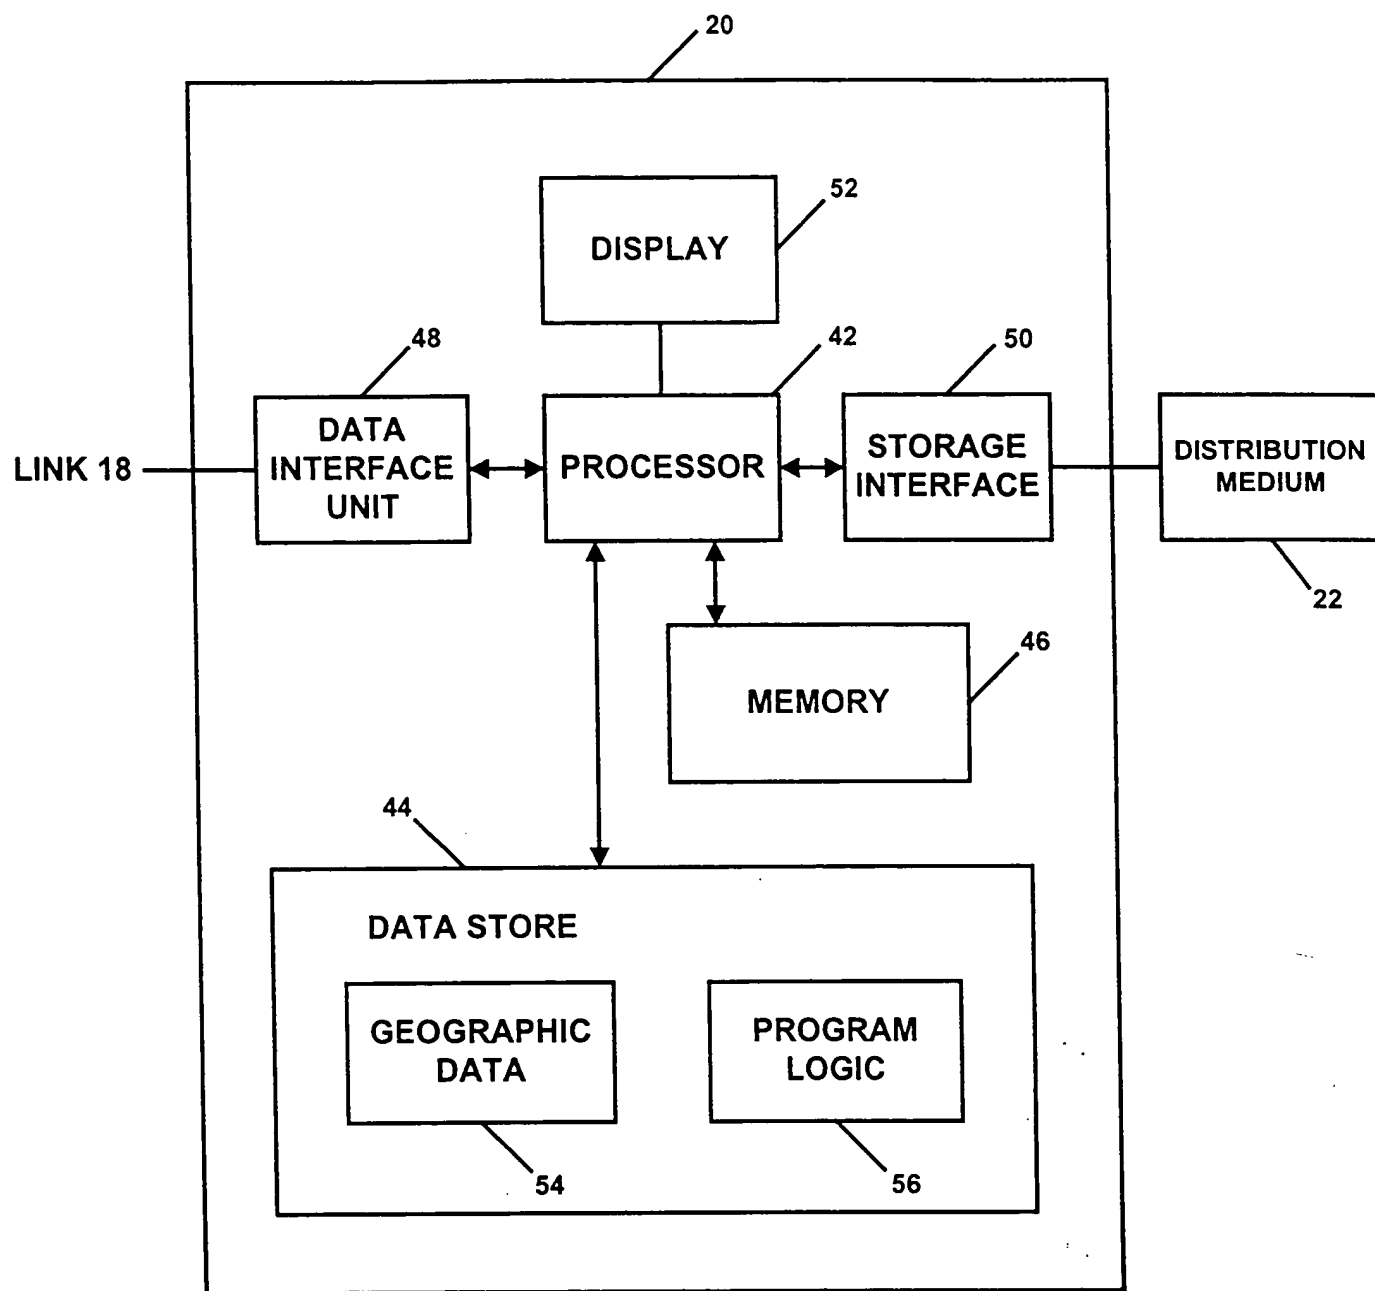 20
52
DISPLAY
48
42
50
DATA
INTERFACE
UNIT
LINK 18
PROCESSOR
STORAGE
INTERFACE
DISTRIBUTION
MEDIUM
22
46
MEMORY
44
DATA STORE
GEOGRAPHIC
DATA
PROGRAM
LOGIC
54
56